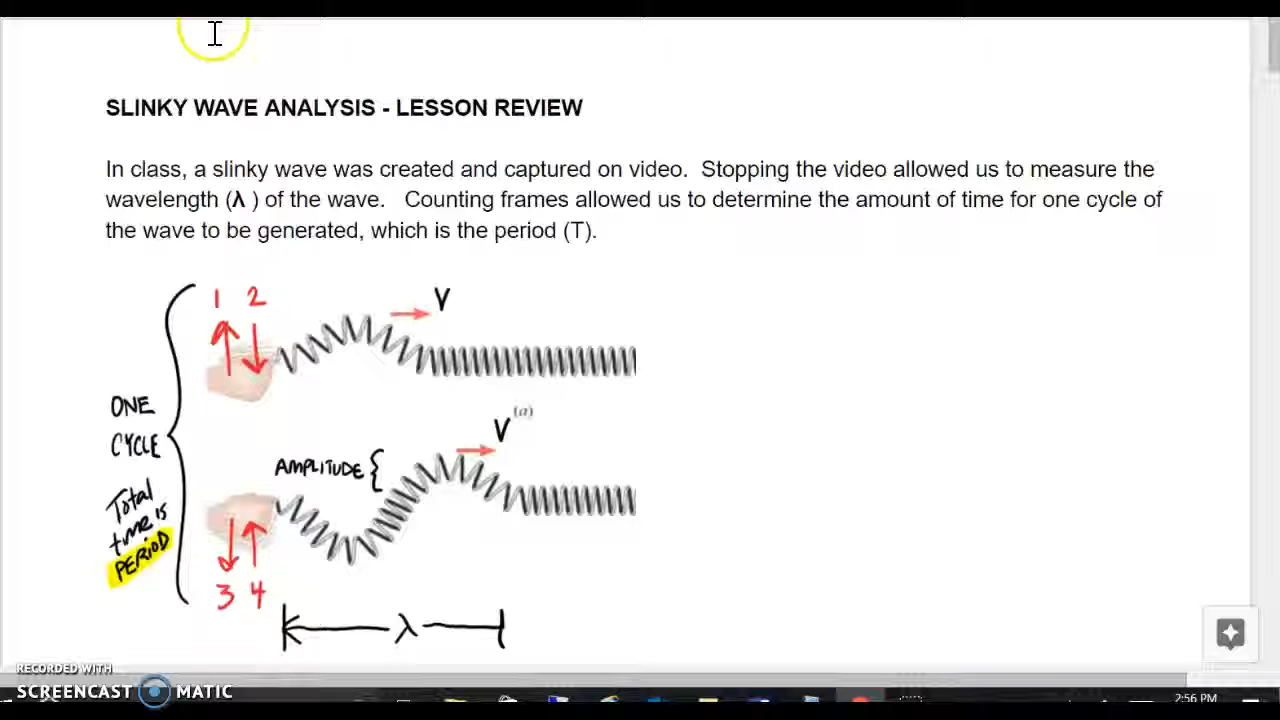 SLINKY WAVE ANALYSIS - LESSON REVIEW
In class, a slinky wave was created and captured on video. Stopping the video allowed us to measure the
wavelength (λ ) of the wave. Counting frames allowed us to determine the amount of time for one cycle of
the wave to be generated, which is the period (T).
1 2
V
ONE
CYCLE
Total
time is
PERIOD
(a)
V
AMPLITUDE {
3 4
λ
RECORDED WITH
SCREENCAST MATIC
2:56 PM